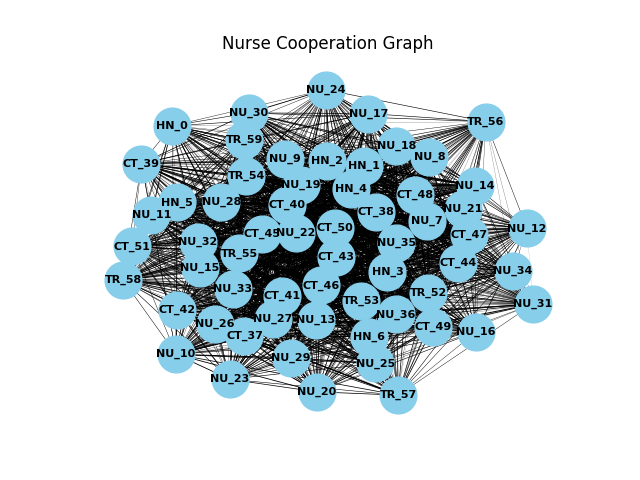 Nurse Cooperation Graph
NU_24
NU_30
NU_17
TR_56
HN_0
TR_59
NU_18
NU_8
NU_9
HN_2
HN_1
CT_39
TR_54
NU_19
HN_4
NU_14
CT_48
HN_5
NU_28
CT_40
CT_38
NU_21
NU_11
NU_7
CT_50
NU_12
CT_45
NU_22
CT_47
CT_51
NU_32
NU_35
TR_55
CT_43
CT_44
NU_15
HN_3
NU_34
TR_58
NU_33
CT_46
CT_41
TR_52
TR_53
NU_31
CT_42
NU_36
NU_26
NU_27
NU_13
CT_49
NU_16
CT_37
HN_6
NU_10
NU_29
NU_25
NU_23
NU_20
TR_57